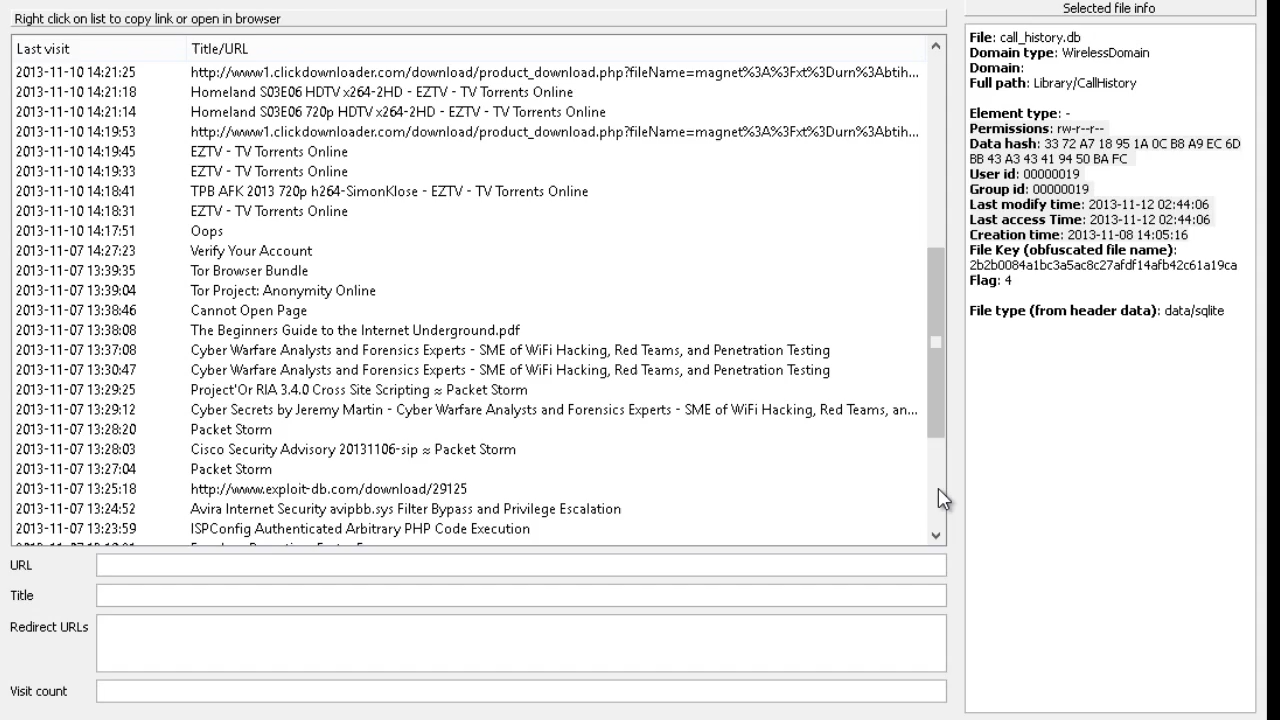 Right click on list to copy link or open in browser
Last visit Title/URL
2013-11-10 14:21:25 http://www1.clickdownloader.com/download/product_download.php?fileName=magnet%3A%3Fxt%3Durn%3Abtih...
2013-11-10 14:21:18 Homeland S03E06 HDTV x264-2HD - EZTV - TV Torrents Online
2013-11-10 14:21:14 Homeland S03E06 720p HDTV x264-2HD - EZTV - TV Torrents Online
2013-11-10 14:19:53 http://www1.clickdownloader.com/download/product_download.php?fileName=magnet%3A%3Fxt%3Durn%3Abtih...
2013-11-10 14:19:45 EZTV - TV Torrents Online
2013-11-10 14:19:33 EZTV - TV Torrents Online
2013-11-10 14:18:41 TPB AFK 2013 720p h264-SimonKlose - EZTV - TV Torrents Online
2013-11-10 14:18:31 EZTV - TV Torrents Online
2013-11-10 14:17:51 Oops
2013-11-07 14:27:23 Verify Your Account
2013-11-07 13:39:35 Tor Browser Bundle
2013-11-07 13:39:04 Tor Project: Anonymity Online
2013-11-07 13:38:46 Cannot Open Page
2013-11-07 13:38:08 The Beginners Guide to the Internet Underground.pdf
2013-11-07 13:37:08 Cyber Warfare Analysts and Forensics Experts - SME of WiFi Hacking, Red Teams, and Penetration Testing
2013-11-07 13:30:47 Cyber Warfare Analysts and Forensics Experts - SME of WiFi Hacking, Red Teams, and Penetration Testing
2013-11-07 13:29:25 Project'Or RIA 3.4.0 Cross Site Scripting ≈ Packet Storm
2013-11-07 13:29:12 Cyber Secrets by Jeremy Martin - Cyber Warfare Analysts and Forensics Experts - SME of WiFi Hacking, Red Teams, an...
2013-11-07 13:28:20 Packet Storm
2013-11-07 13:28:03 Cisco Security Advisory 20131106-sip ≈ Packet Storm
2013-11-07 13:27:04 Packet Storm
2013-11-07 13:25:18 http://www.exploit-db.com/download/29125
2013-11-07 13:24:52 Avira Internet Security avipbb.sys Filter Bypass and Privilege Escalation
2013-11-07 13:23:59 ISPConfig Authenticated Arbitrary PHP Code Execution
URL
Title
Redirect URLs
Visit count
Selected file info
File: call_history.db
Domain type: WirelessDomain
Domain:
Full path: Library/CallHistory
Element type: -
Permissions: rw-r--r--
Data hash: 33 72 A7 18 95 1A 0C B8 A9 EC 6D
BB 43 A3 43 41 94 50 BA FC
User id: 00000019
Group id: 00000019
Last modify time: 2013-11-12 02:44:06
Last access Time: 2013-11-12 02:44:06
Creation time: 2013-11-08 14:05:16
File Key (obfuscated file name):
2b2b0084a1bc3a5ac8c27afdf14afb42c61a19ca
Flag: 4
File type (from header data): data/sqlite